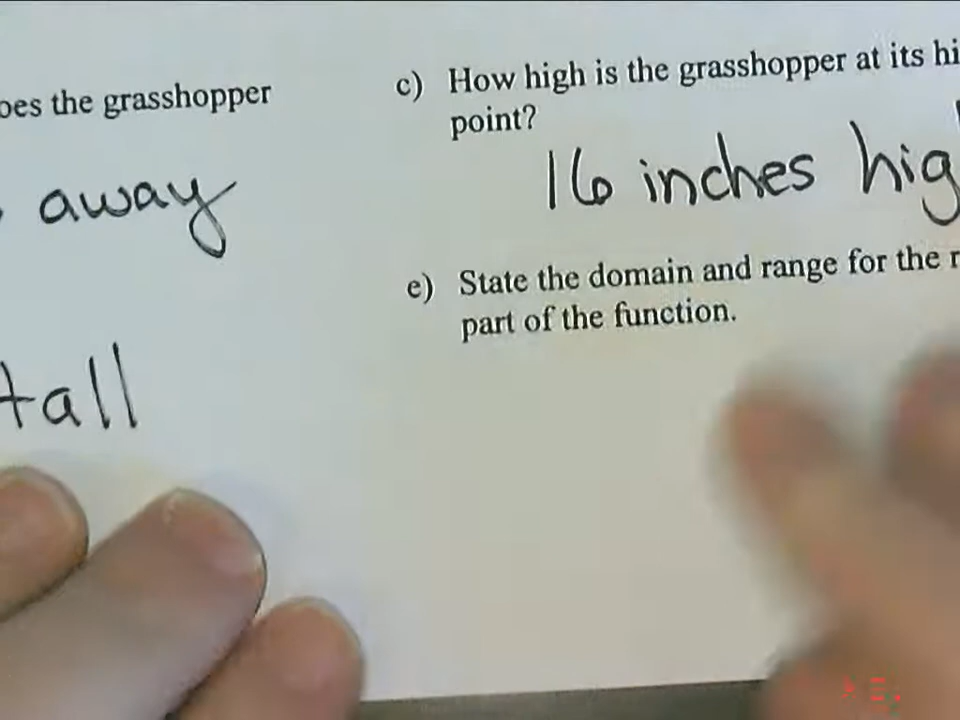 oes the grasshopper
away
tall
c) How high is the grasshopper at its hi
point?
16 inches hig
e) State the domain and range for the r
part of the function.